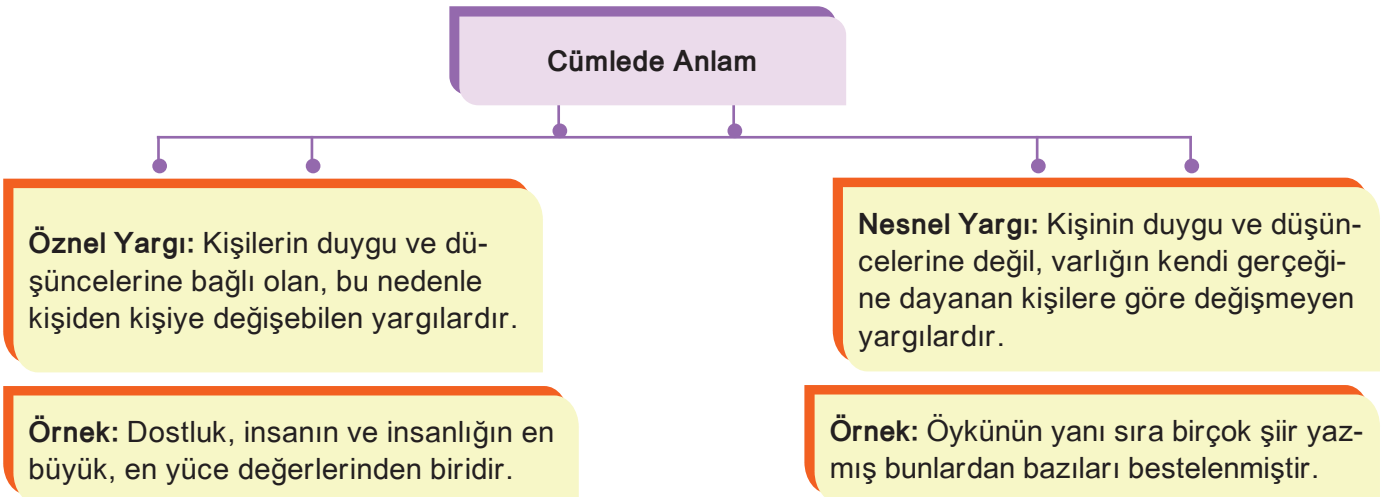 Cümlede Anlam
Öznel Yargı: Kişilerin duygu ve dü-
şüncelerine bağlı olan, bu nedenle
kişiden kişiye değişebilen yargılardır.
Örnek: Dostluk, insanın ve insanlığın en
büyük, en yüce değerlerinden biridir.
Nesnel Yargı: Kişinin duygu ve düşün-
celerine değil, varlığın kendi gerçeği-
ne dayanan kişilere göre değişmeyen
yargılardır.
Örnek: Öykünün yanı sıra birçok şiir yaz-
mış bunlardan bazıları bestelenmiştir.